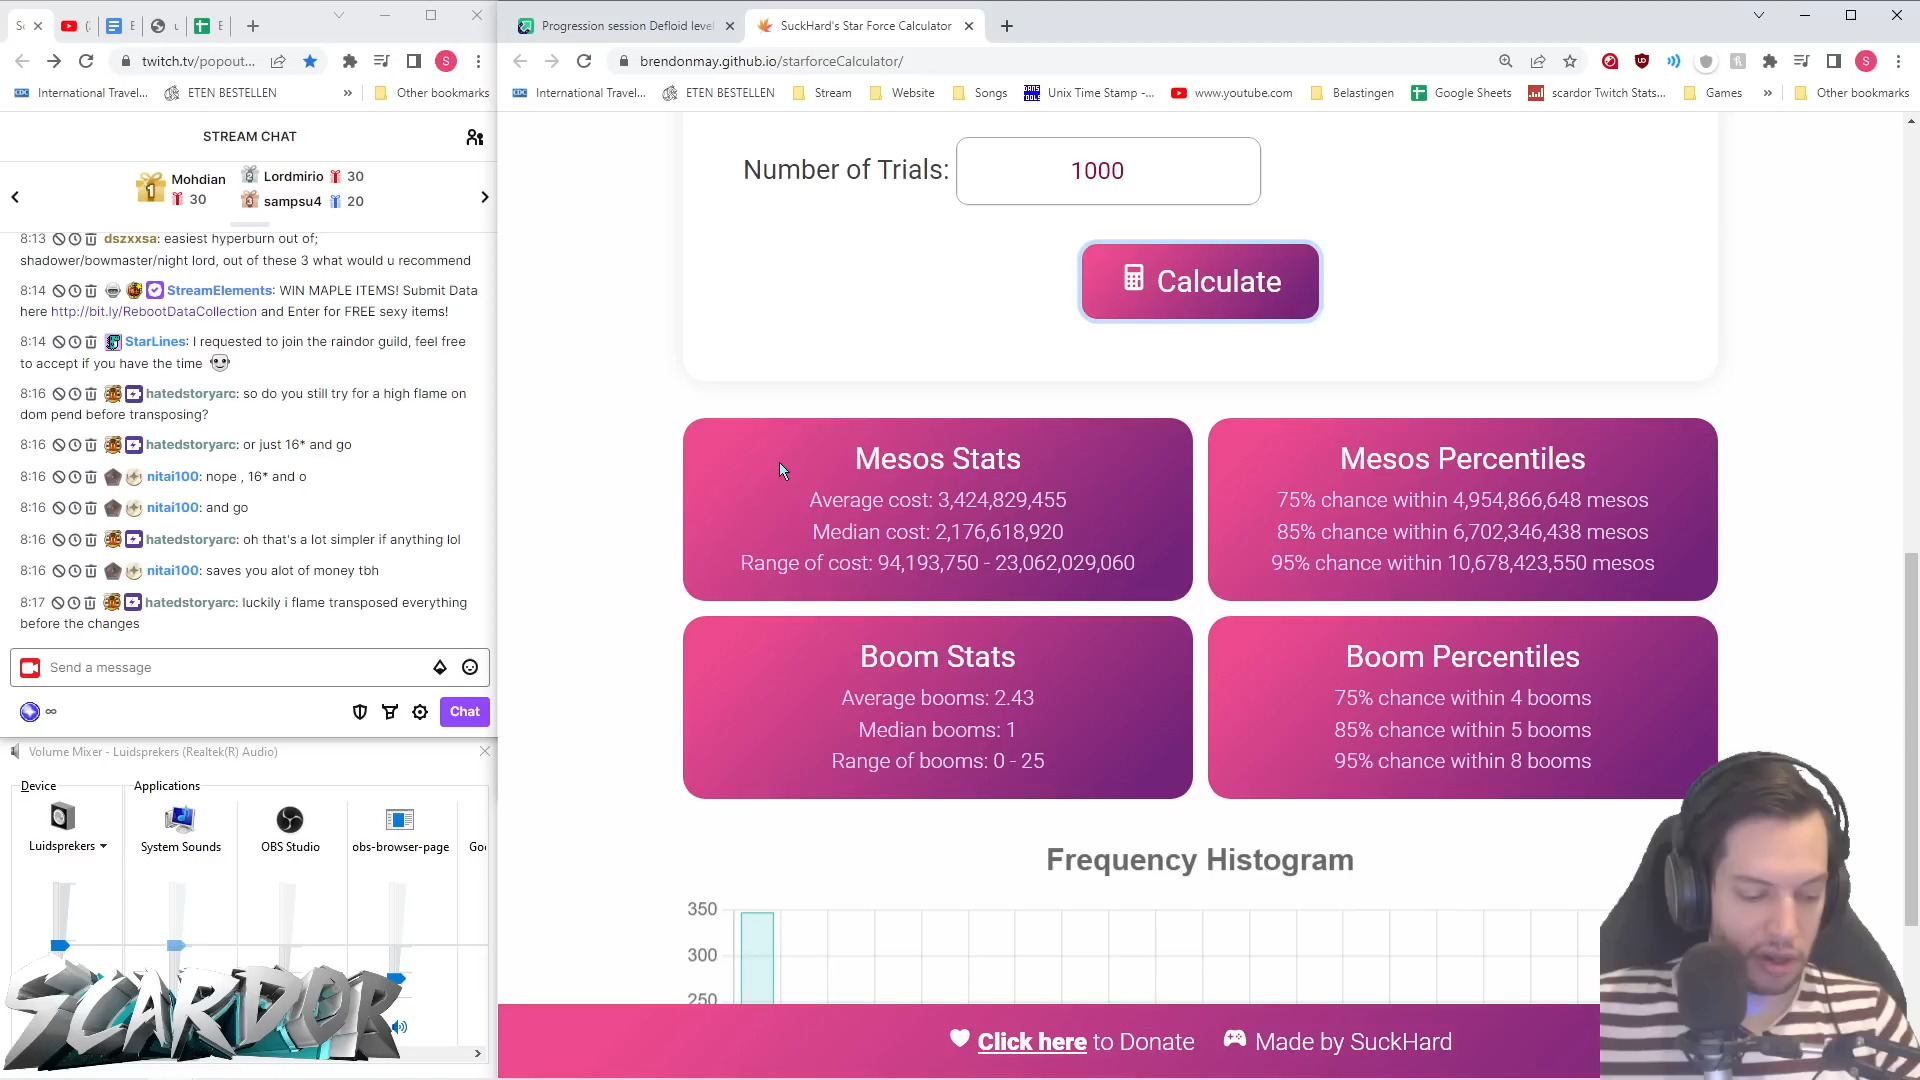 twitch.tv/popout...
International Travel...
ETEN BESTELLEN
»
Other bookmarks
STREAM CHAT
1
Mohdian
30
2
Lordmirio
30
3
sampsu4
20
8:13 dszxxsa: easiest hyperburn out of;
shadower/bowmaster/night lord, out of these 3 what would u recommend
8:14 StreamElements: WIN MAPLE ITEMS! Submit Data
here http://bit.ly/RebootDataCollection and Enter for FREE sexy items!
8:14 StarLines: I requested to join the raindor guild, feel free
to accept if you have the time
8:16 hatedstoryarc: so do you still try for a high flame on
dom pend before transposing?
8:16 hatedstoryarc: or just 16* and go
8:16 nitai100: nope , 16* and o
8:16 nitai100: and go
8:16 hatedstoryarc: oh that's a lot simpler if anything lol
8:16 nitai100: saves you alot of money tbh
8:17 hatedstoryarc: luckily i flame transposed everything
before the changes
Send a message
∞
Chat
Volume Mixer - Luidsprekers (Realtek(R) Audio)
Device
Applications
Luidsprekers
System Sounds
OBS Studio
obs-browser-page
SCARDOR
Progression session Defloid level
SuckHard's Star Force Calculator
brendonmay.github.io/starforceCalculator/
International Travel...
ETEN BESTELLEN
Stream
Website
Songs
Unix Time Stamp -...
www.youtube.com
Belastingen
Google Sheets
scardor Twitch Stats...
Games
»
Other bookmarks
Number of Trials: 1000
Calculate
Mesos Stats
Average cost: 3,424,829,455
Median cost: 2,176,618,920
Range of cost: 94,193,750 - 23,062,029,060
Mesos Percentiles
75% chance within 4,954,866,648 mesos
85% chance within 6,702,346,438 mesos
95% chance within 10,678,423,550 mesos
Boom Stats
Average booms: 2.43
Median booms: 1
Range of booms: 0 - 25
Boom Percentiles
75% chance within 4 booms
85% chance within 5 booms
95% chance within 8 booms
Frequency Histogram
350
300
250
Click here to Donate
Made by SuckHard